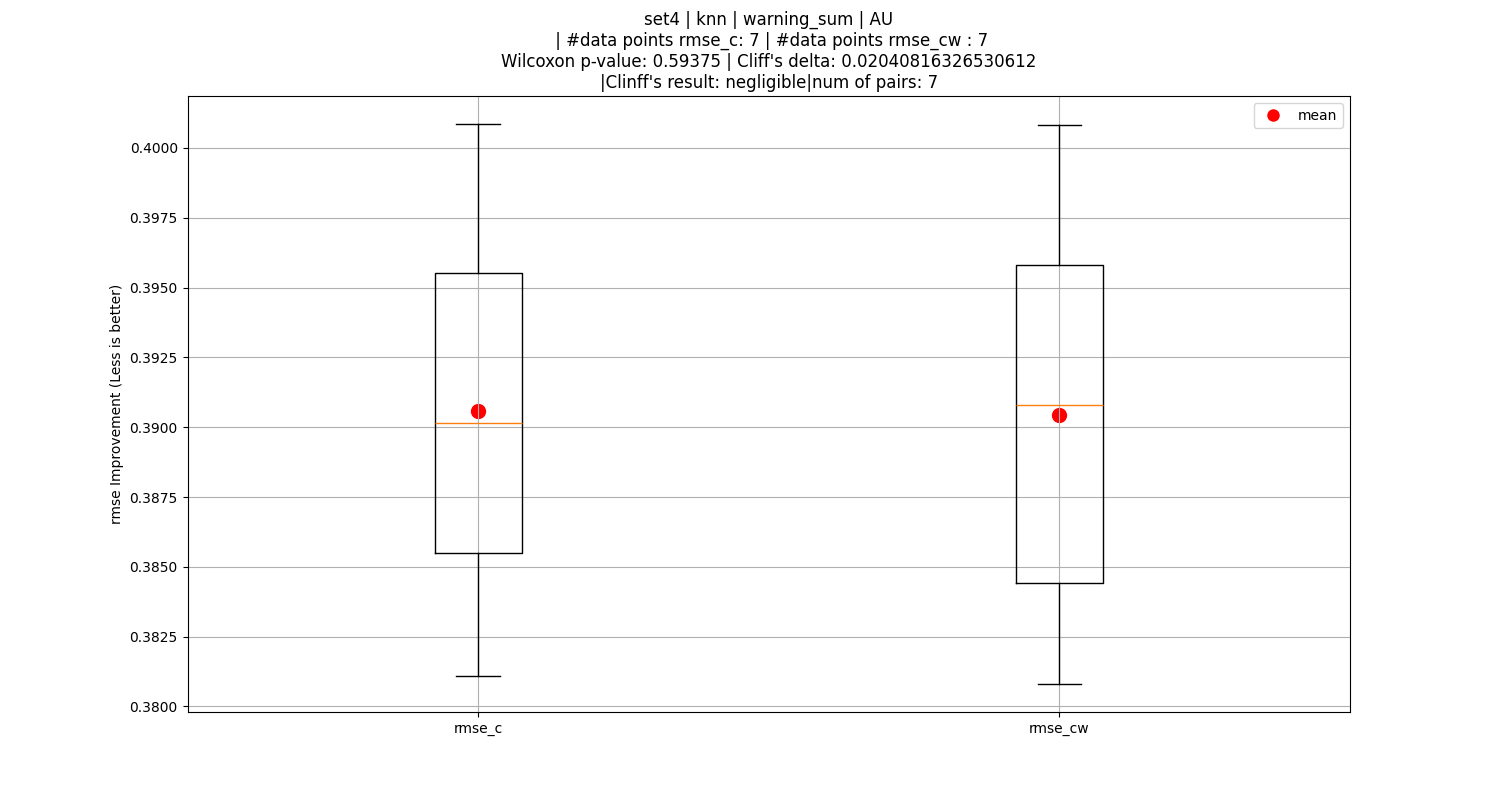 set4 | knn | warning_sum | AU
| #data points rmse_c: 7 | #data points rmse_cw : 7
Wilcoxon p-value: 0.59375 | Cliff's delta: 0.02040816326530612
|Clinff's result: negligible|num of pairs: 7
mean
rmse Improvement (Less is better)
0.4000
0.3975
0.3950
0.3925
0.3900
0.3875
0.3850
0.3825
0.3800
rmse_c
rmse_cw